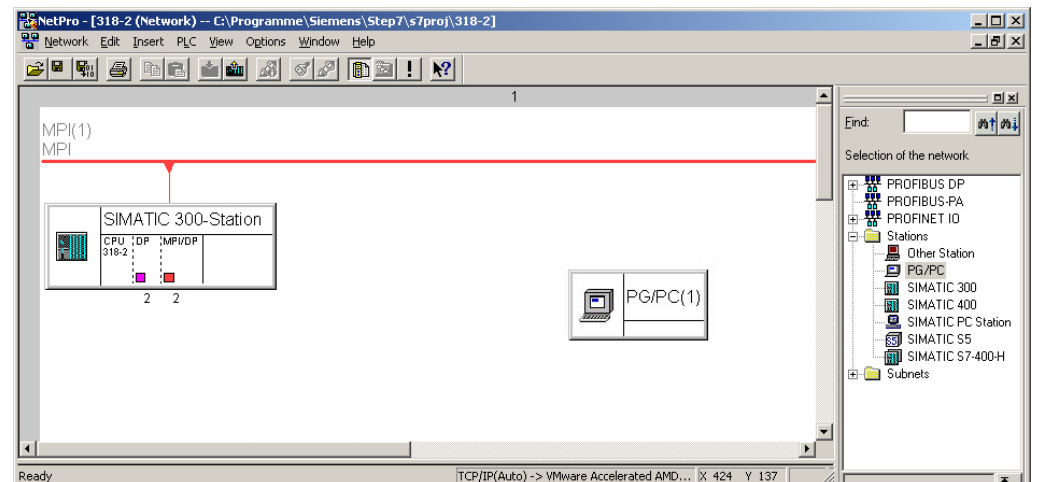 NetPro - [318-2 (Network) -- C:\Programme\Siemens\Step7\s7proj\318-2]
Network Edit Insert PLC View Options Window Help
1
MPI(1)
MPI
SIMATIC 300-Station
CPU DP MPI/DP
318-2
2 2
PG/PC(1)
Find:
Selection of the network
PROFIBUS DP
PROFIBUS-PA
PROFINET IO
Stations
Other Station
PG/PC
SIMATIC 300
SIMATIC 400
SIMATIC PC Station
SIMATIC S5
SIMATIC S7-400-H
Subnets
Ready
TCP/IP(Auto) -> VMware Accelerated AMD... X 424 Y 137